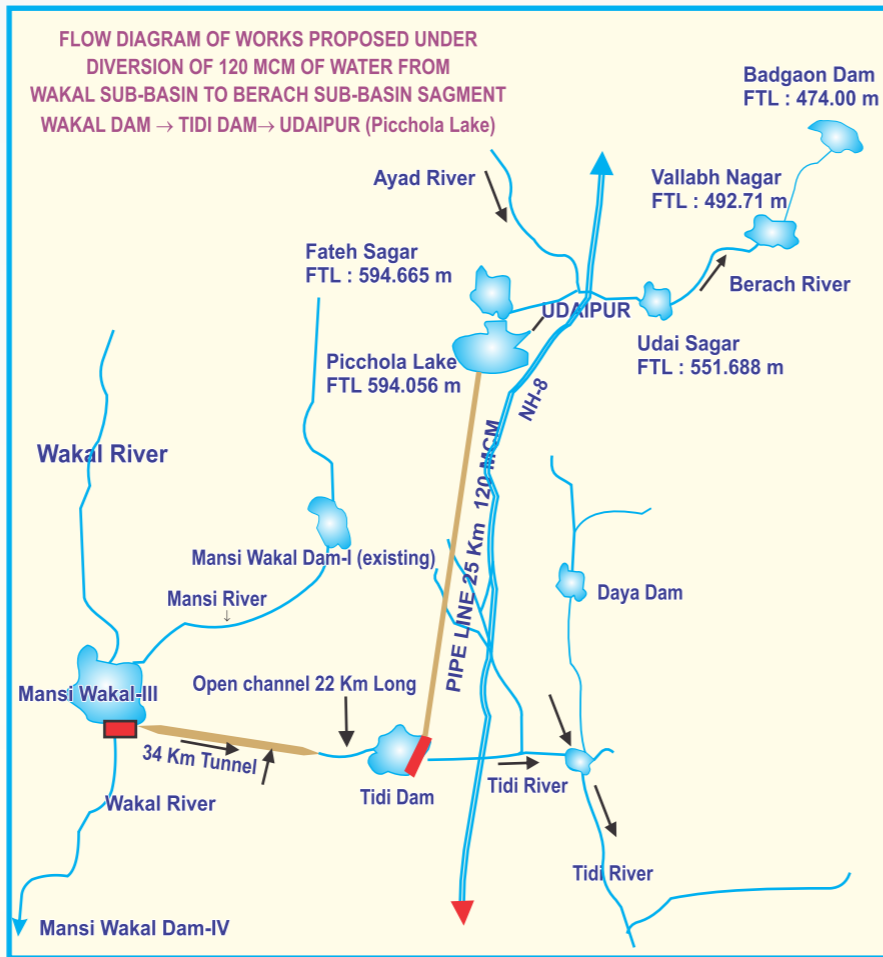 FLOW DIAGRAM OF WORKS PROPOSED UNDER
DIVERSION OF 120 MCM OF WATER FROM
WAKAL SUB-BASIN TO BERACH SUB-BASIN SAGMENT
WAKAL DAM → TIDI DAM→ UDAIPUR (Picchola Lake)
Badgaon Dam
FTL : 474.00 m
Ayad River
Vallabh Nagar
FTL : 492.71 m
Fateh Sagar
FTL : 594.665 m
Berach River
UDAIPUR
Udai Sagar
FTL : 551.688 m
Picchola Lake
FTL 594.056 m
NH-8
Wakal River
PIPE LINE 25 Km 120 MCM
Mansi Wakal Dam-I (existing)
Daya Dam
Mansi River
↓
Open channel 22 Km Long
Mansi Wakal-III
34 Km Tunnel
Tidi Dam
Tidi River
Wakal River
Tidi River
Mansi Wakal Dam-IV